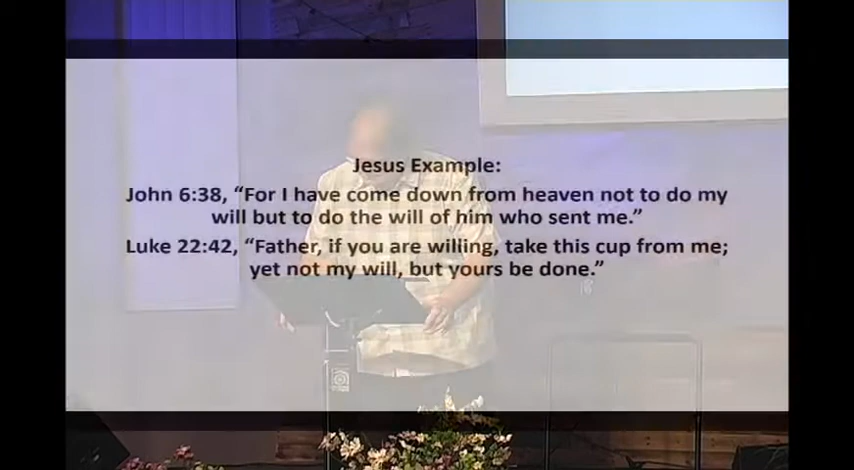 Jesus Example:
John 6:38, “For I have come down from heaven not to do my
will but to do the will of him who sent me.”
Luke 22:42, “Father, if you are willing, take this cup from me;
yet not my will, but yours be done.”